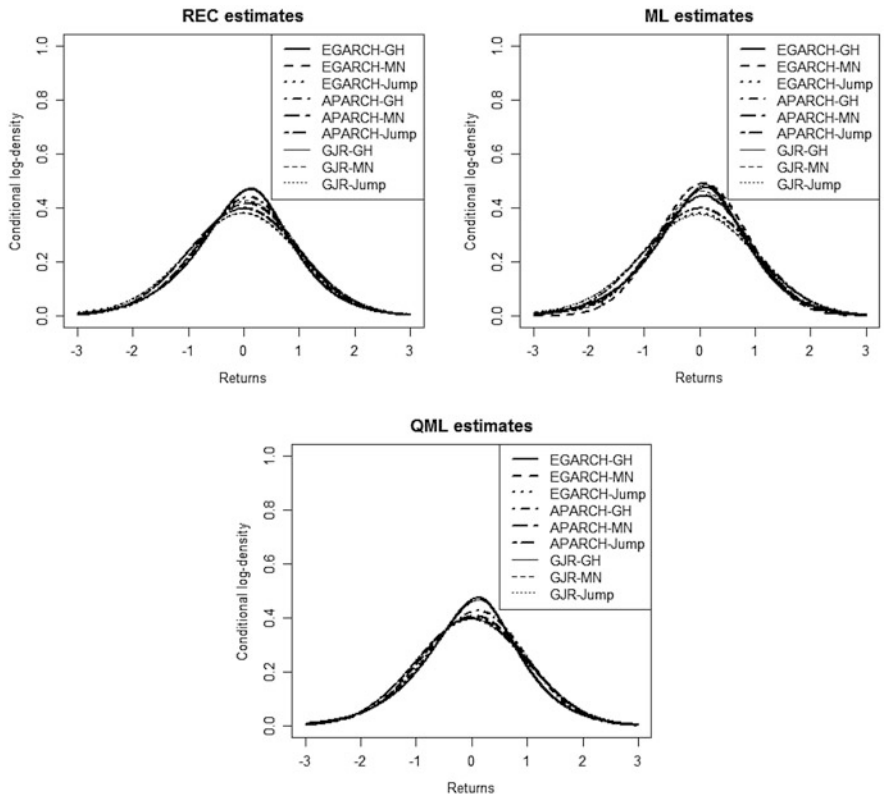 REC estimates
Conditional log-density
1.0
0.8
0.6
0.4
0.2
0.0
EGARCH-GH
EGARCH-MN
EGARCH-Jump
APARCH-GH
APARCH-MN
APARCH-Jump
GJR-GH
GJR-MN
GJR-Jump
-3 -2 -1 0 1 2 3
Returns
ML estimates
Conditional log-density
1.0
0.8
0.6
0.4
0.2
0.0
EGARCH-GH
EGARCH-MN
EGARCH-Jump
APARCH-GH
APARCH-MN
APARCH-Jump
GJR-GH
GJR-MN
GJR-Jump
-3 -2 -1 0 1 2 3
Returns
QML estimates
Conditional log-density
1.0
0.8
0.6
0.4
0.2
0.0
EGARCH-GH
EGARCH-MN
EGARCH-Jump
APARCH-GH
APARCH-MN
APARCH-Jump
GJR-GH
GJR-MN
GJR-Jump
-3 -2 -1 0 1 2 3
Returns